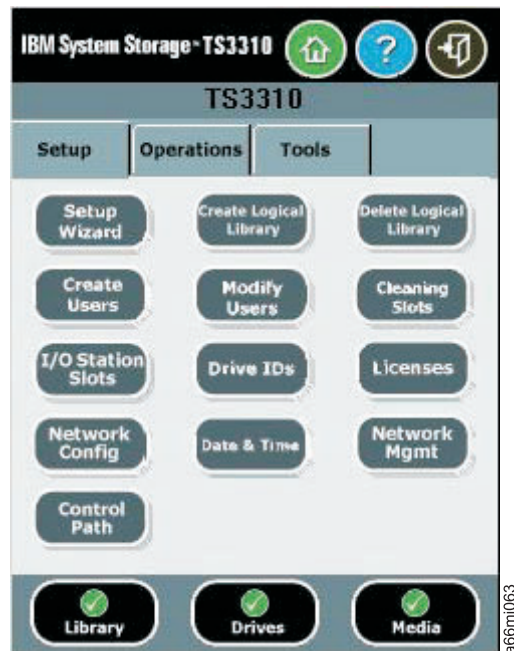 IBM System Storage™ TS3310
?
TS3310
Setup
Operations
Tools
Setup
Wizard
Create Logical
Library
Delete Logical
Library
Create
Users
Modify
Users
Cleaning
Slots
I/O Station
Slots
Drive IDs
Licenses
Network
Config
Date & Time
Network
Mgmt
Control
Path
Library
Drives
Media
a66mi063